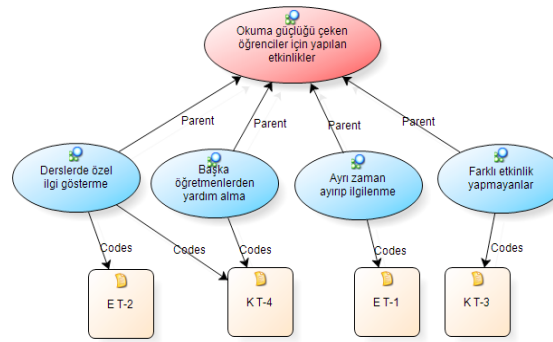 Okuma güçlüğü çeken
öğrenciler için yapılan
etkinlikler
Parent
Parent
Parent
Parent
Derslerde özel
ilgi gösterme
Başka
öğretmenlerden
yardım alma
Ayrı zaman
ayırıp ilgilenme
Farklı etkinlik
yapmayanlar
Codes
Codes
Codes
Codes
Codes
E T-2
K T-4
E T-1
K T-3